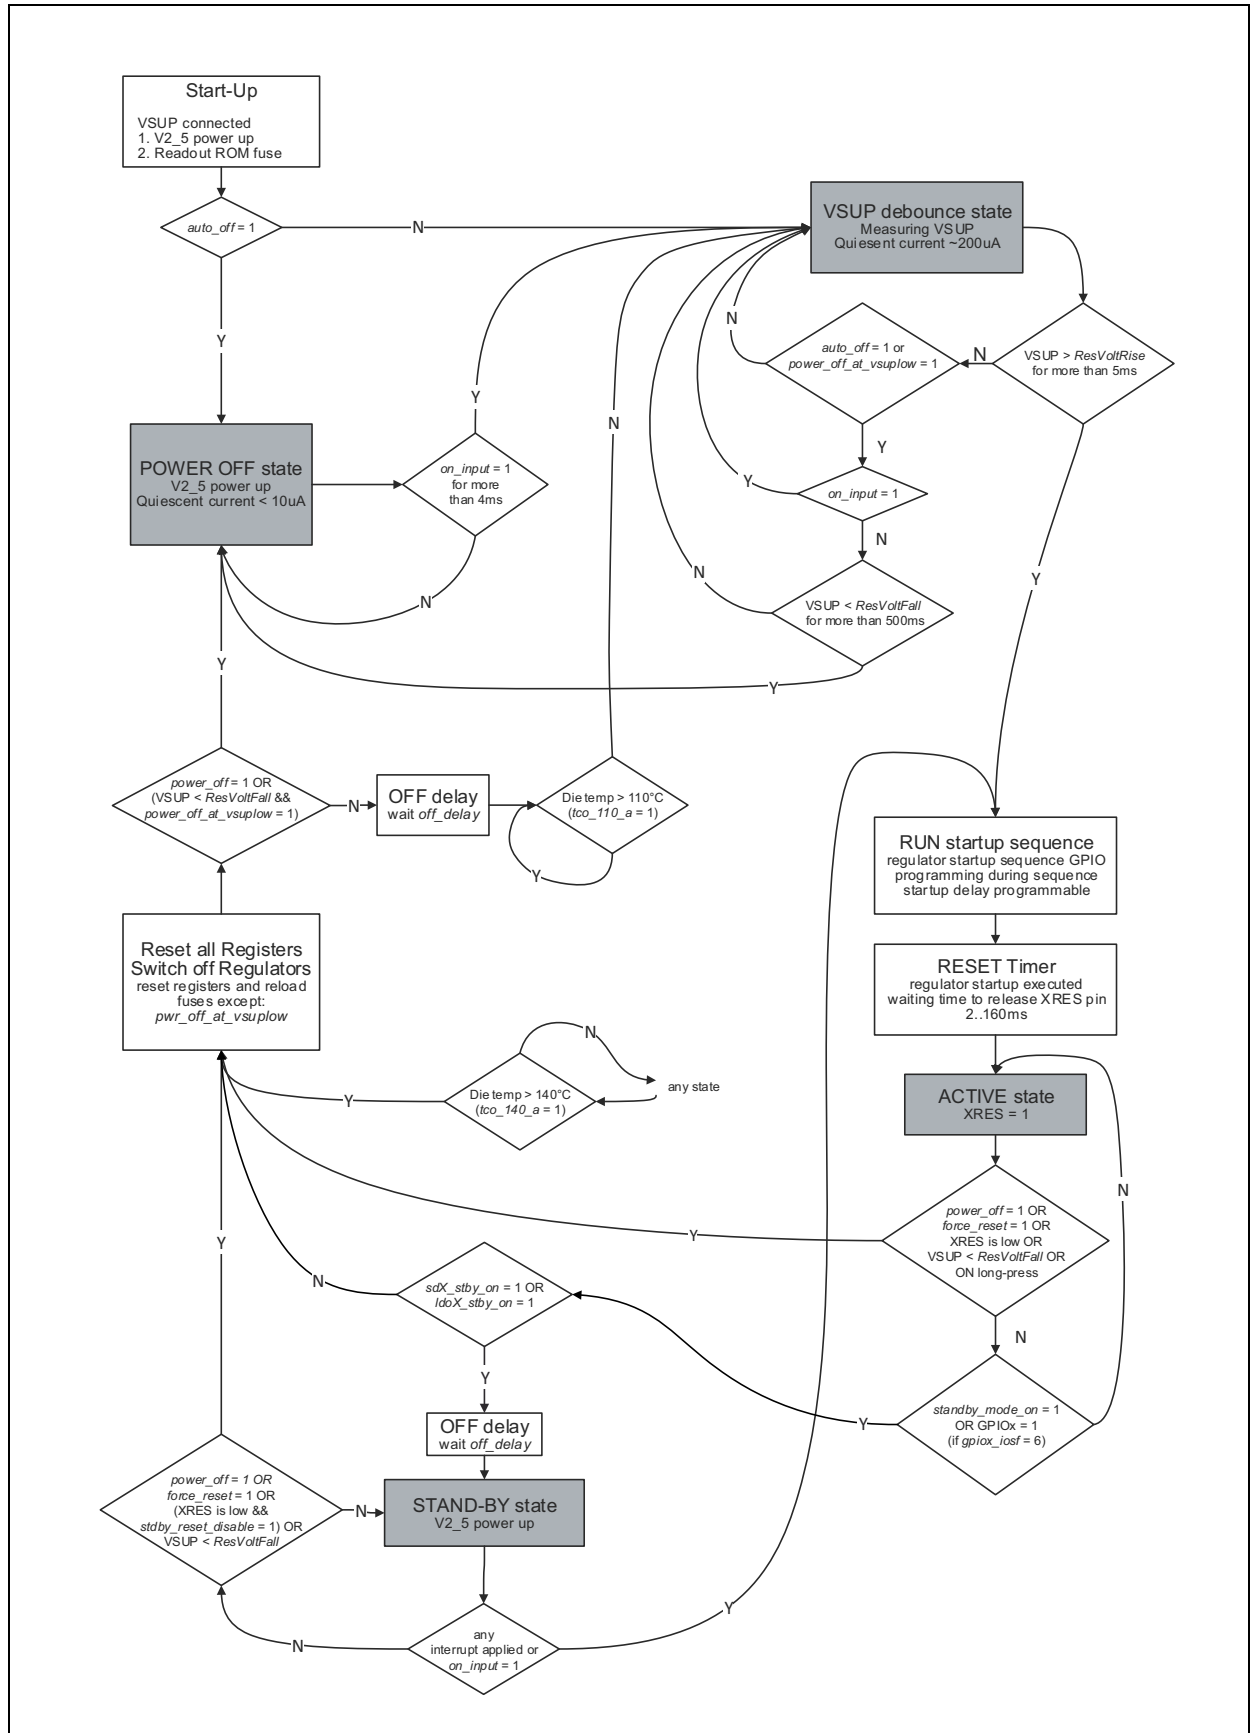 Start-Up
VSUP connected
1. V2_5 power up
2. Readout ROM fuse
auto_off = 1
N
Y
VSUP debounce state
Measuring VSUP
Quiesent current ~200uA
N
auto_off = 1 or
power_off_at_vsuplow = 1
N
VSUP > ResVoltRise
for more than 5ms
Y
N
Y
on_input = 1
Y
N
VSUP < ResVoltFall
for more than 500ms
N
Y
Y
POWER OFF state
V2_5 power up
Quiescent current < 10uA
on_input = 1
for more
than 4ms
Y
N
Y
power_off = 1 OR
(VSUP < ResVoltFall &&
power_off_at_vsuplow = 1)
N
OFF delay
wait off_delay
Die temp > 110°C
(tco_110_a = 1)
Y
RUN startup sequence
regulator startup sequence GPIO
programming during sequence
startup delay programmable
Reset all Registers
Switch off Regulators
reset registers and reload
fuses except:
pwr_off_at_vsuplow
RESET Timer
regulator startup executed
waiting time to release XRES pin
2..160ms
N
Die temp > 140°C
(tco_140_a = 1)
any state
Y
ACTIVE state
XRES = 1
N
power_off = 1 OR
force_reset = 1 OR
XRES is low OR
VSUP < ResVoltFall OR
ON long-press
Y
Y
N
sdX_stby_on = 1 OR
ldoX_stby_on = 1
N
Y
standby_mode_on = 1
OR GPIOx = 1
(if gpiox_iosf = 6)
Y
OFF delay
wait off_delay
power_off = 1 OR
force_reset = 1 OR
(XRES is low &&
stdby_reset_disable = 1) OR
VSUP < ResVoltFall
N
STAND-BY state
V2_5 power up
Y
N
any
interrupt applied or
on_input = 1